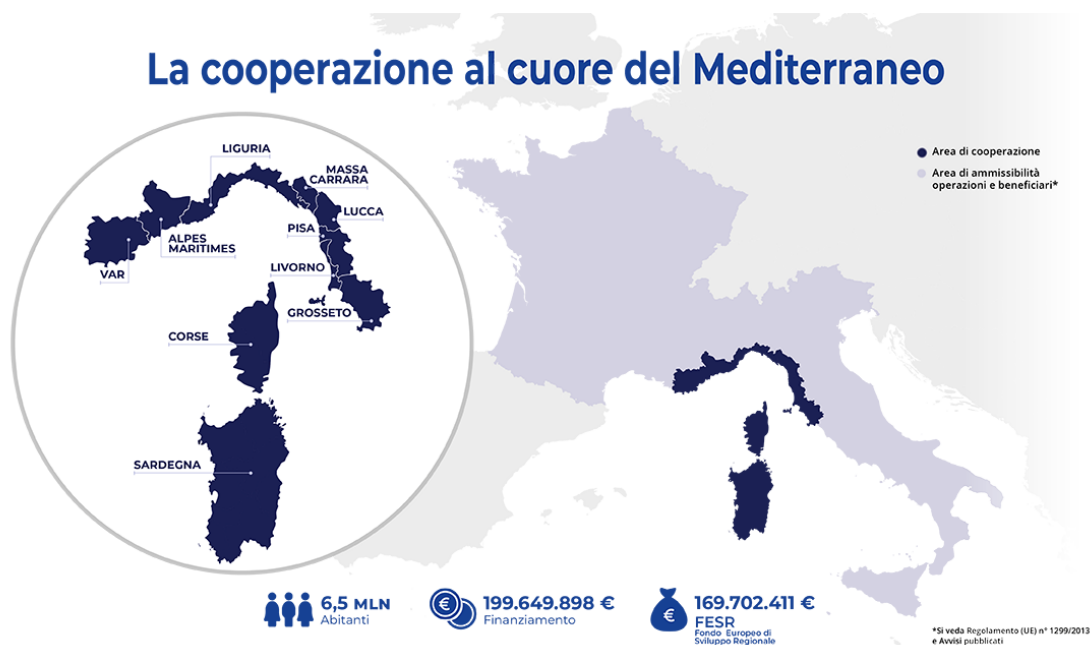 La cooperazione al cuore del Mediterraneo
LIGURIA
MASSA
CARRARA
LUCCA
PISA
ALPES
MARITIMES
VAR
LIVORNO
GROSSETO
CORSE
SARDEGNA
Area di cooperazione
Area di ammissibilità
operazioni e beneficiari*
6,5 MLN
Abitanti
€
199.649.898 €
Finanziamento
€
169.702.411 €
FESR
Fondo Europeo di
Sviluppo Regionale
*Si veda Regolamento (UE) n° 1299/2013
e Avvisi pubblicati